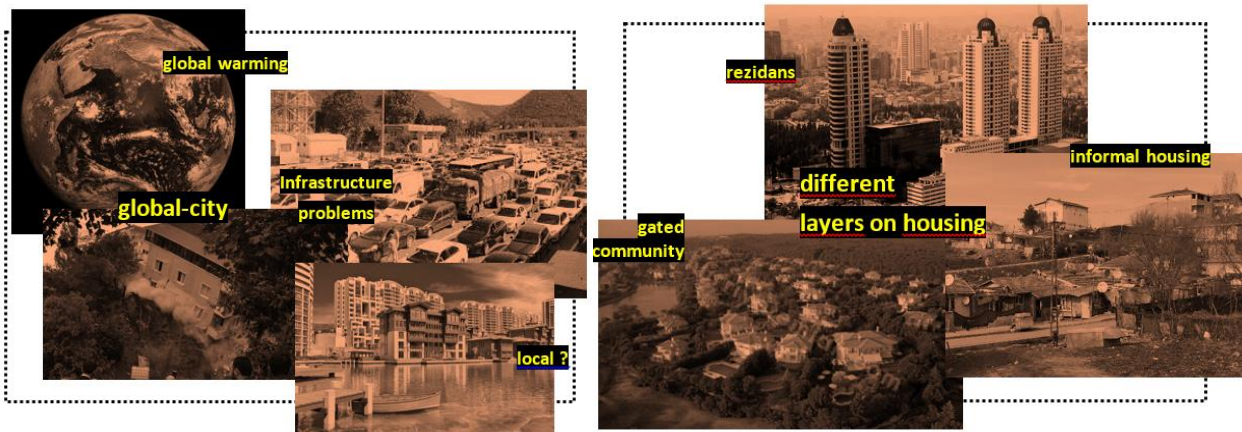 global warming
Infrastructure
problems
global-city
local ?
rezidans
informal housing
different
layers on housing
gated
community